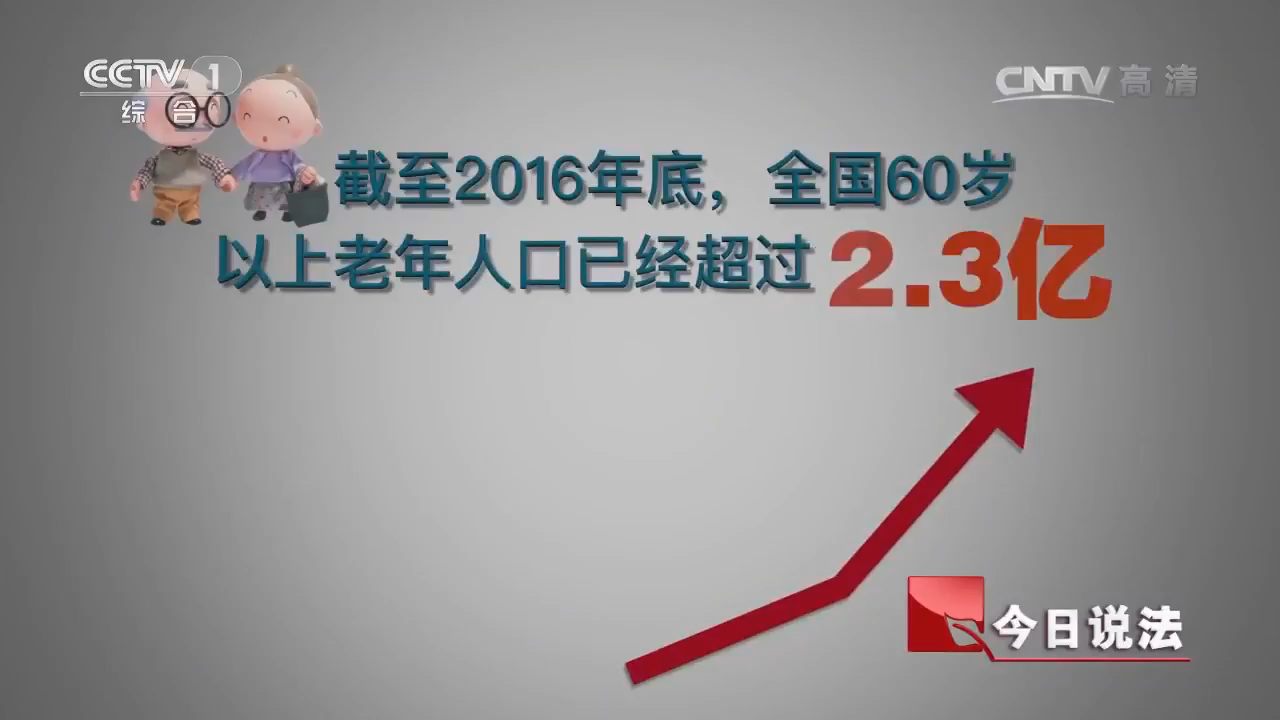 CCTV 1
综合
CNTV 高清
截至2016年底，全国60岁
以上老年人口已经超过2.3亿
今日说法